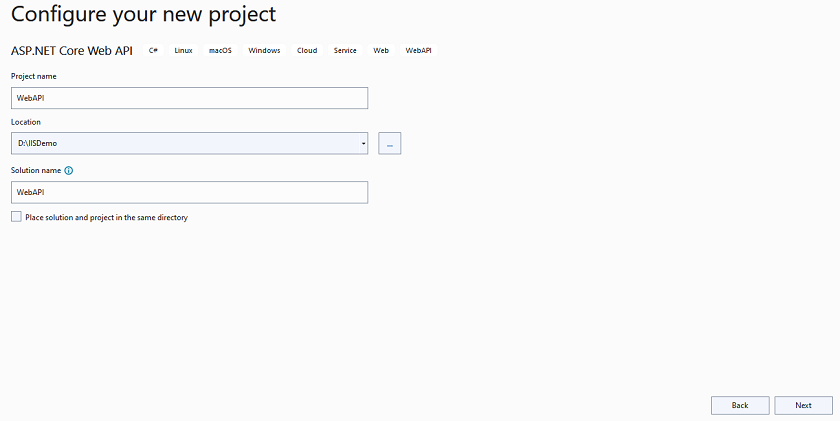 Configure your new project
ASP.NET Core Web API C# Linux macOS Windows Cloud Service Web WebAPI
Project name
WebAPI
Location
D:\IISDemo
...
Solution name
WebAPI
Place solution and project in the same directory
Back Next